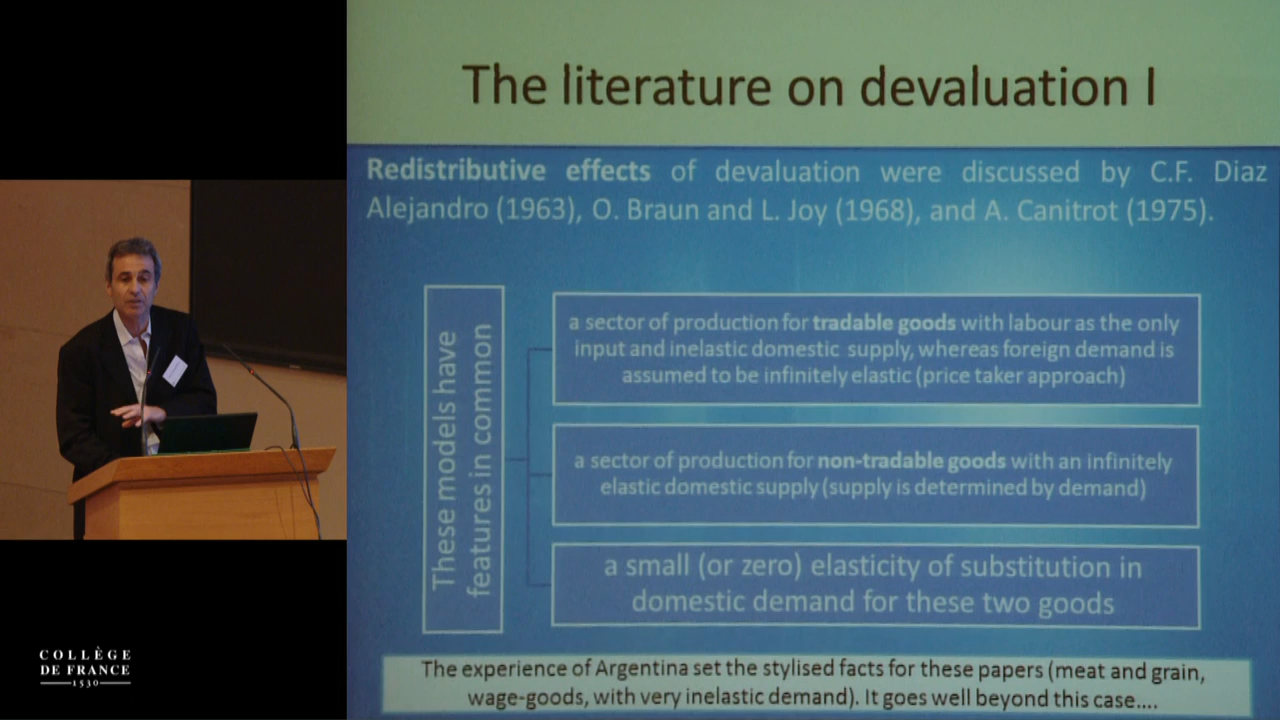 The literature on devaluation I
Redistributive effects of devaluation were discussed by C.F. Diaz
Alejandro (1963), O. Braun and L. Joy (1968), and A. Canitrot (1975).
These models have
features in common
a sector of production for tradable goods with labour as the only
input and inelastic domestic supply, whereas foreign demand is
assumed to be infinitely elastic (price taker approach)
a sector of production for non-tradable goods with an infinitely
elastic domestic supply (supply is determined by demand)
a small (or zero) elasticity of substitution in
domestic demand for these two goods
The experience of Argentina set the stylised facts for these papers (meat and grain,
wage-goods, with very inelastic demand). It goes well beyond this case....
COLLÈGE
DE FRANCE
1530